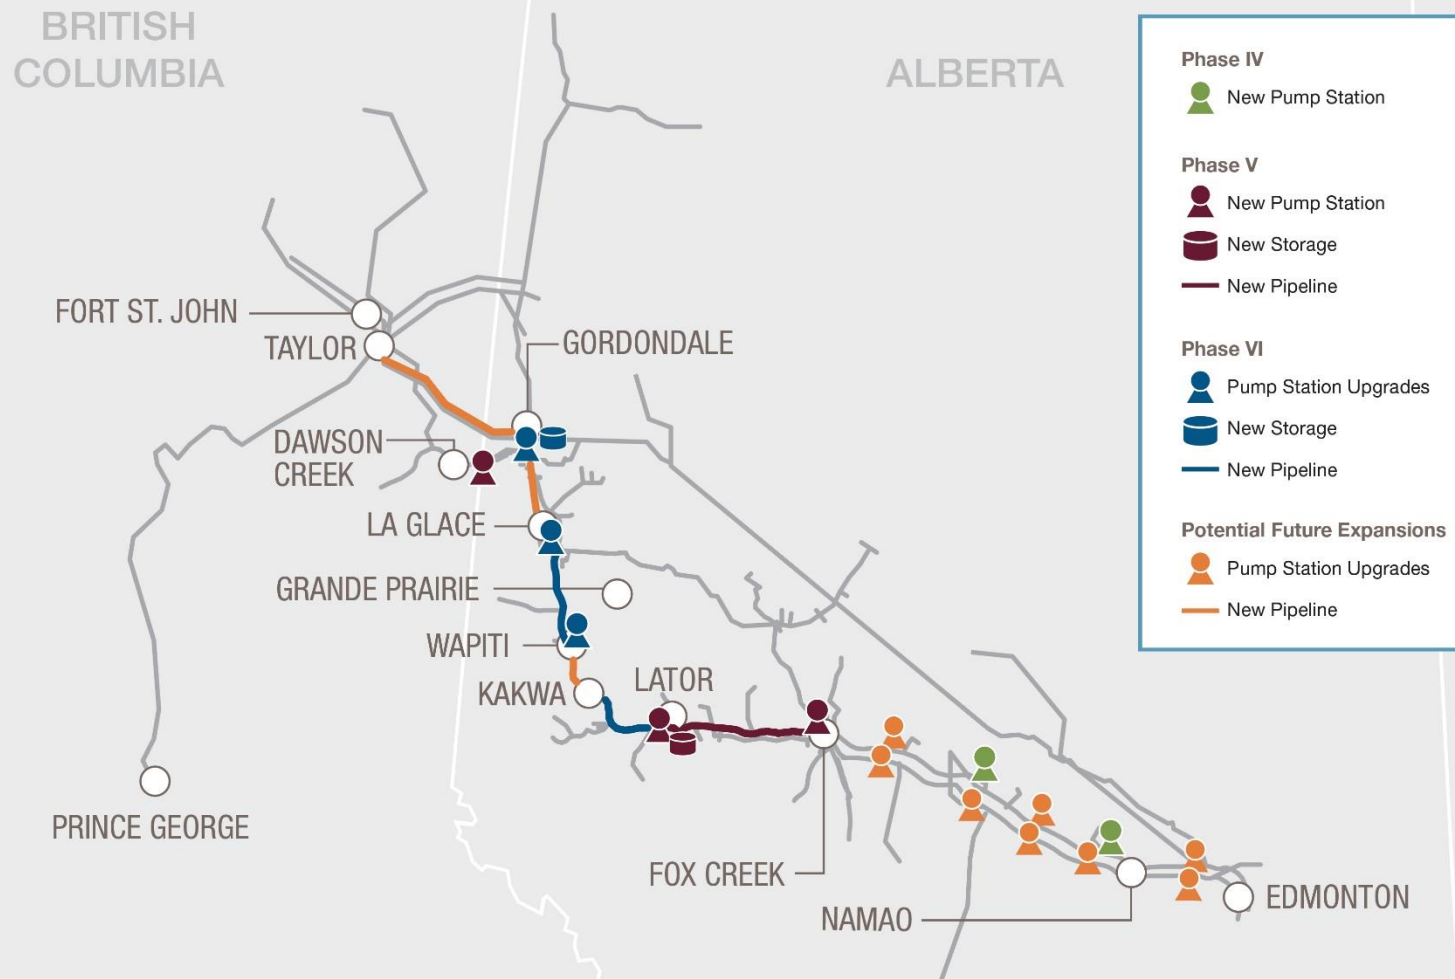 BRITISH
COLUMBIA
ALBERTA
FORT ST. JOHN
TAYLOR
GORDONDALE
DAWSON
CREEK
LA GLACE
GRANDE PRAIRIE
WAPITI
KAKWA
LATOR
PRINCE GEORGE
FOX CREEK
NAMAO
EDMONTON
Phase IV
New Pump Station
Phase V
New Pump Station
New Storage
New Pipeline
Phase VI
Pump Station Upgrades
New Storage
New Pipeline
Potential Future Expansions
Pump Station Upgrades
New Pipeline